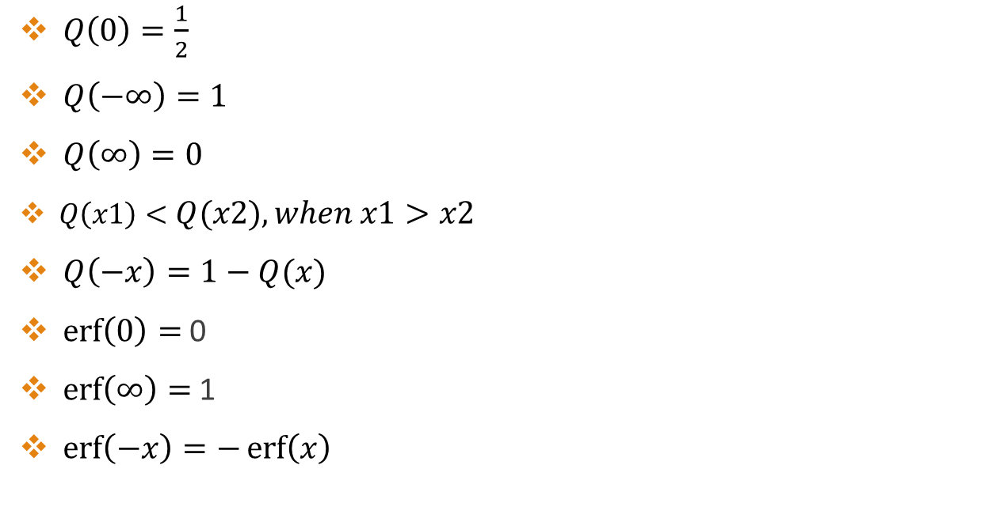 ❖ Q(0) = 1/2
❖ Q(−∞) = 1
❖ Q(∞) = 0
❖ Q(x1) < Q(x2), when x1 > x2
❖ Q(−x) = 1 − Q(x)
❖ erf(0) = 0
❖ erf(∞) = 1
❖ erf(−x) = − erf(x)